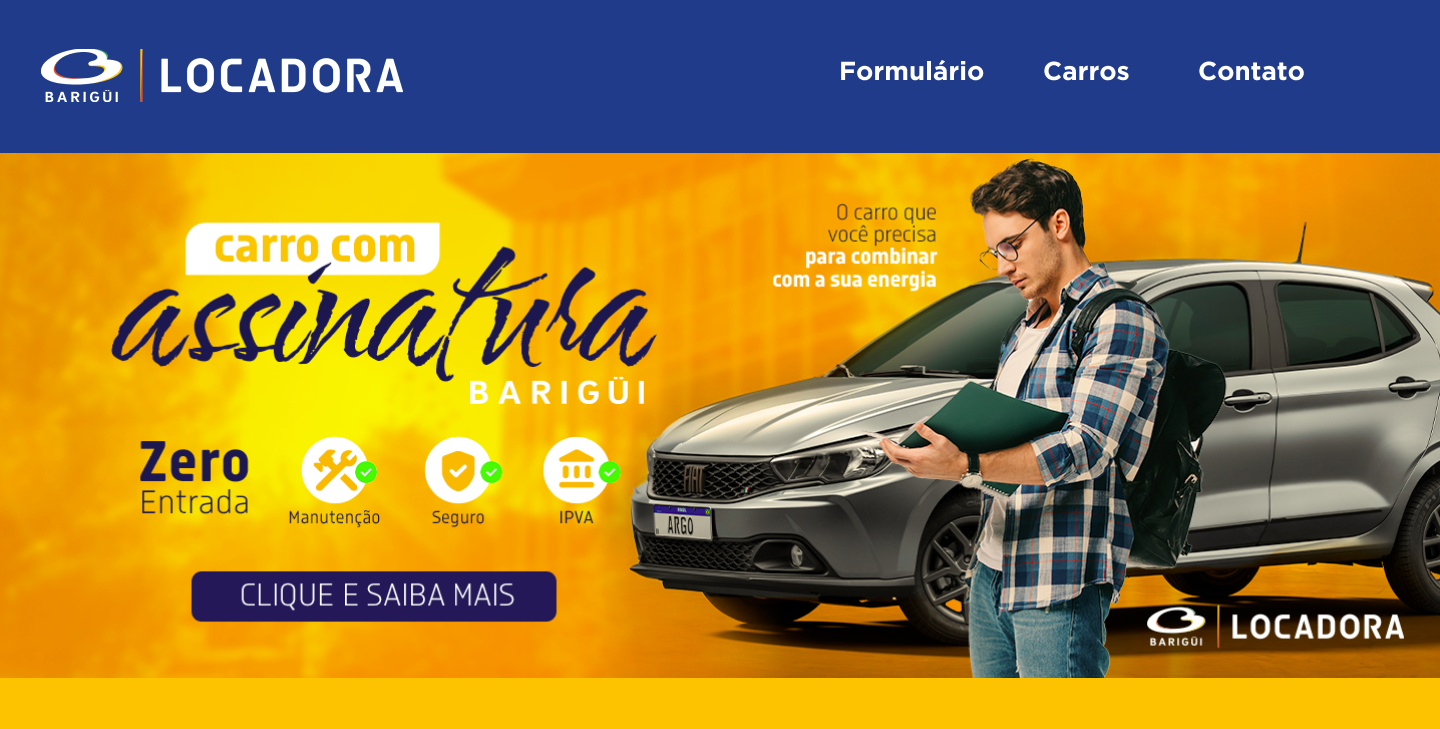 BARIGÜI
LOCADORA
Formulário
Carros
Contato
carro com
assinatura
BARIGÜI
O carro que
você precisa
para combinar
com a sua energia
Zero
Entrada
Manutenção
Seguro
IPVA
CLIQUE E SAIBA MAIS
FIAT
BRASIL
ARGO
BARIGÜI
LOCADORA